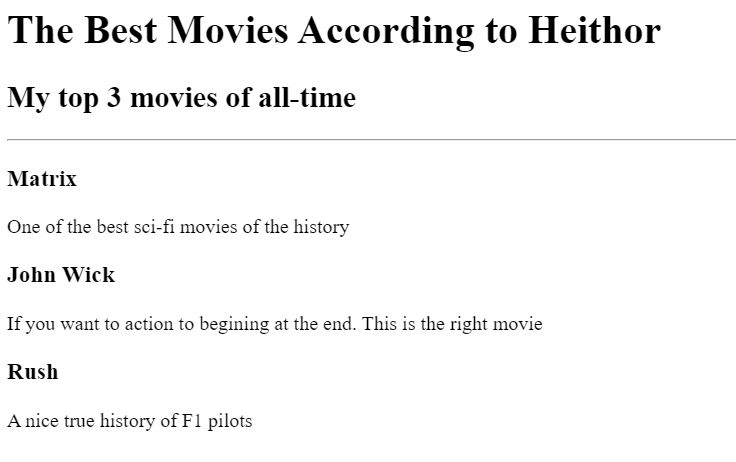 The Best Movies According to Heithor
My top 3 movies of all-time
Matrix
One of the best sci-fi movies of the history
John Wick
If you want to action to begining at the end. This is the right movie
Rush
A nice true history of F1 pilots